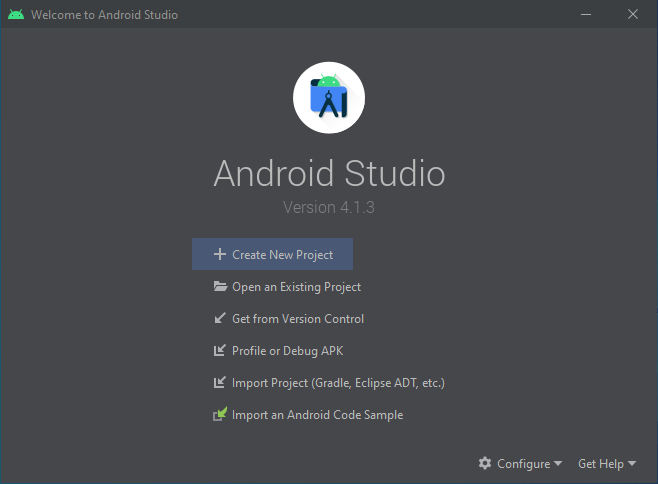 Welcome to Android Studio
Android Studio
Version 4.1.3
Create New Project
Open an Existing Project
Get from Version Control
Profile or Debug APK
Import Project (Gradle, Eclipse ADT, etc.)
Import an Android Code Sample
Configure
Get Help